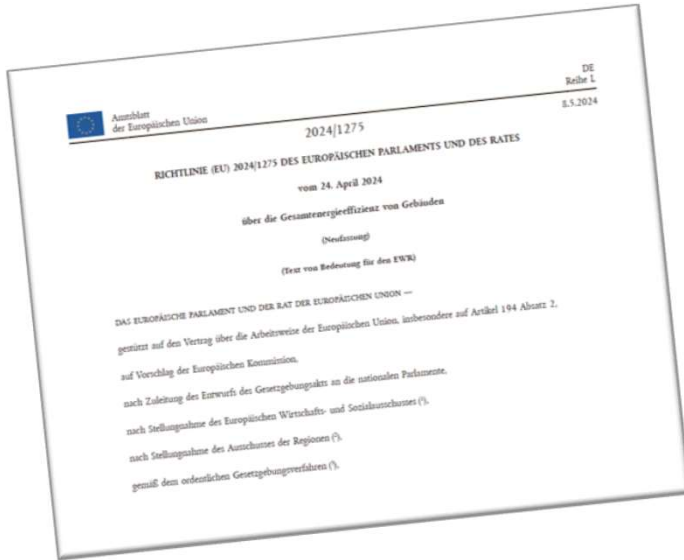 Amtsblatt
der Europäischen Union
DE
Reihe L
2024/1275
8.5.2024
RICHTLINIE (EU) 2024/1275 DES EUROPÄISCHEN PARLAMENTS UND DES RATES
vom 24. April 2024
über die Gesamtenergieeffizienz von Gebäuden
(Neufassung)
(Text von Bedeutung für den EWR)
DAS EUROPÄISCHE PARLAMENT UND DER RAT DER EUROPÄISCHEN UNION —
gestützt auf den Vertrag über die Arbeitsweise der Europäischen Union, insbesondere auf Artikel 194 Absatz 2,
auf Vorschlag der Europäischen Kommission,
nach Zuleitung des Entwurfs des Gesetzgebungsakts an die nationalen Parlamente,
nach Stellungnahme des Europäischen Wirtschafts- und Sozialausschusses (¹),
nach Stellungnahme des Ausschusses der Regionen (²),
gemäß dem ordentlichen Gesetzgebungsverfahren (³),